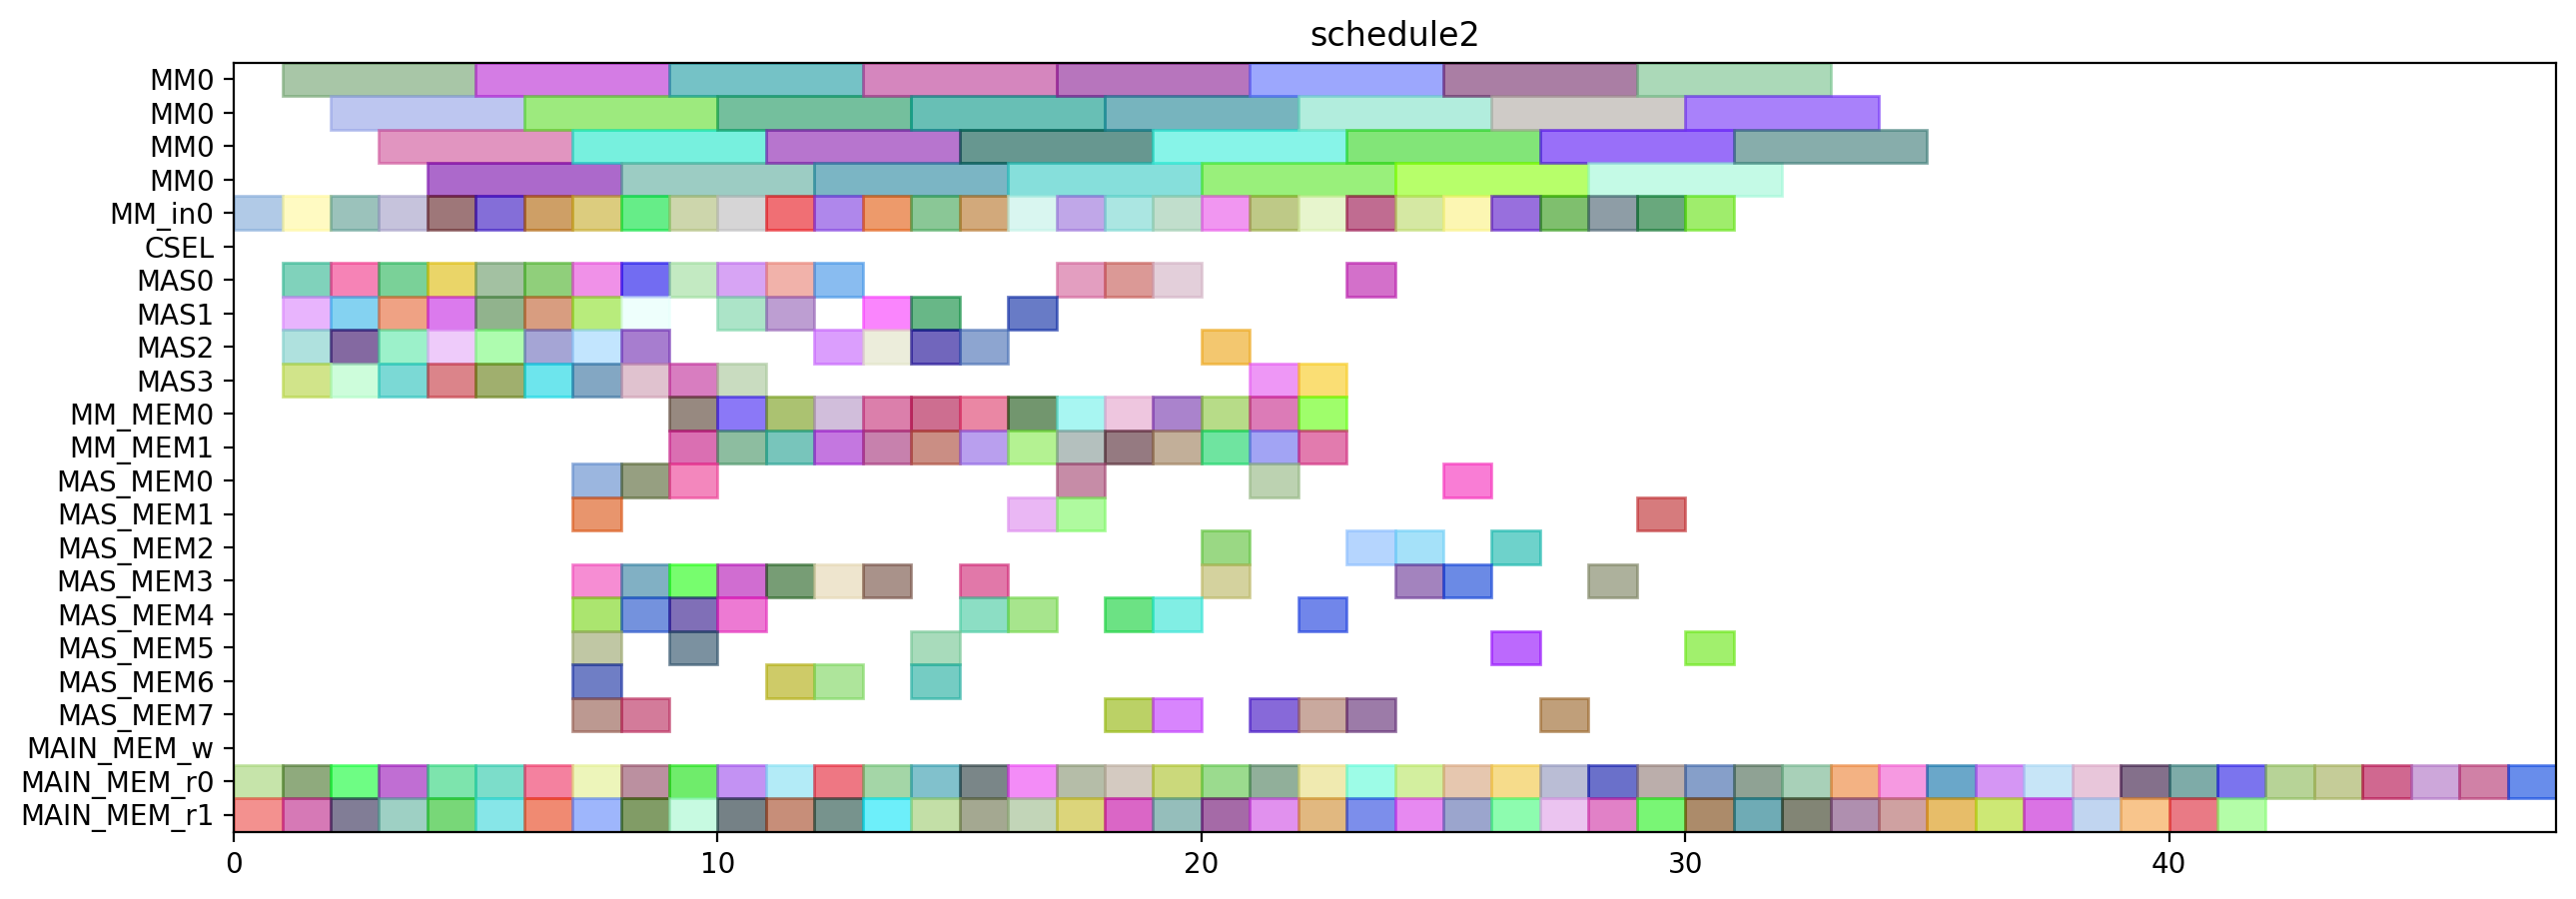 schedule2
MM0
MM0
MM0
MM0
MM_in0
CSEL
MAS0
MAS1
MAS2
MAS3
MM_MEM0
MM_MEM1
MAS_MEM0
MAS_MEM1
MAS_MEM2
MAS_MEM3
MAS_MEM4
MAS_MEM5
MAS_MEM6
MAS_MEM7
MAIN_MEM_w
MAIN_MEM_r0
MAIN_MEM_r1
0 10 20 30 40